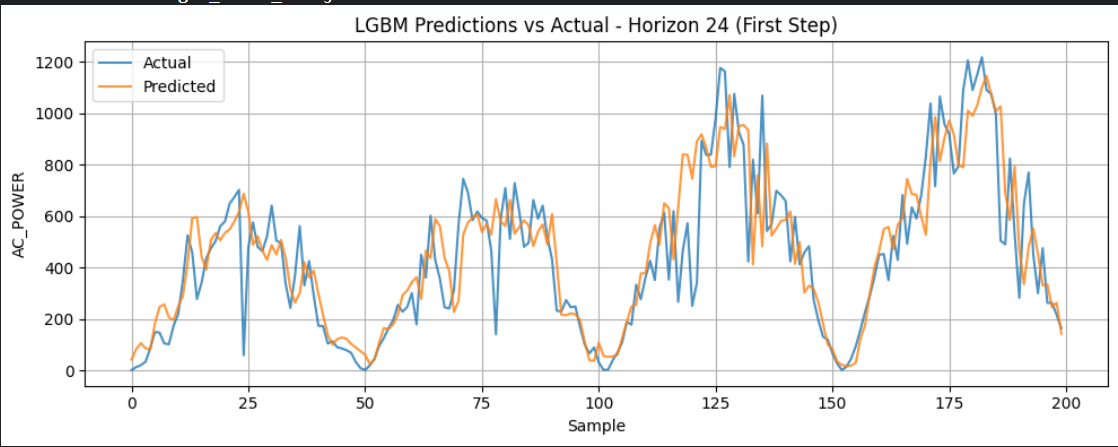 LGBM Predictions vs Actual - Horizon 24 (First Step)
Actual
Predicted
1200
1000
800
600
400
200
0
AC_POWER
0 25 50 75 100 125 150 175 200
Sample